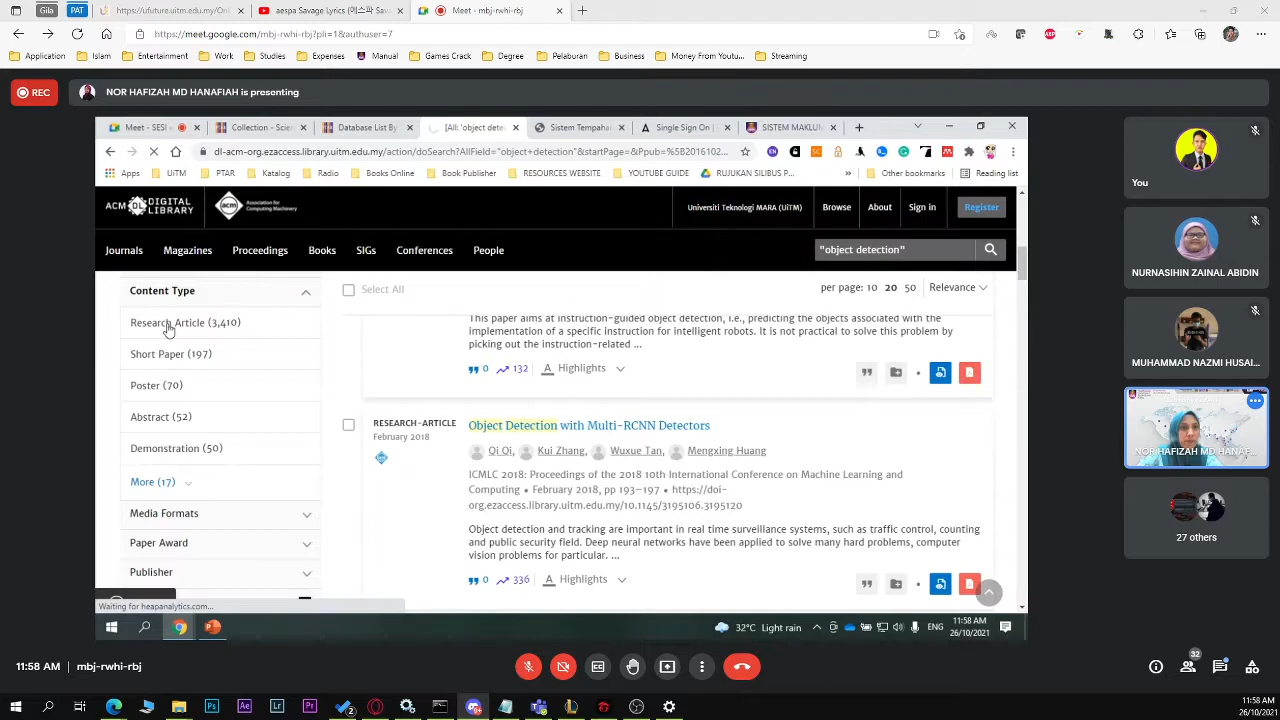 Gila
PAT
https://ufuture.uitm.edu.my/Onl
aespa Savage Lyrics (에스파 Sava
Meet - mbj-rwhi-rbj
https://meet.google.com/mbj-rwhi-rbj?pli=1&authuser=7
Application
Islam
Entertainment
Work
Studies
Expenses
Manual
Games Crack
Degree
Pelaburan
Business
Money From Youtu...
Streaming
REC
NOR HAFIZAH MD HANAFIAH is presenting
Meet - SESI
Collection - Scien
Database List By
[All: 'object dete
Sistem Tempahan
Single Sign On |
SISTEM MAKLUM
dl-acm-org.ezaccess.library.uitm.edu.my/action/doSearch?AllField="object+detection"&startPage=&Ppub=%5B2016102...
Apps
UiTM
PTAR
Katalog
Radio
Books Online
Book Publisher
RESOURCES WEBSITE
YOUTUBE GUIDE
RUJUKAN SILIBUS P...
Other bookmarks
Reading list
ACM DL DIGITAL LIBRARY
acm Association for Computing Machinery
Universiti Teknologi MARA (UiTM)
Browse
About
Sign in
Register
Journals
Magazines
Proceedings
Books
SIGs
Conferences
People
"object detection"
Content Type
Select All
per page: 10 20 50
Relevance
Research Article (3,410)
Short Paper (197)
Poster (70)
Abstract (52)
Demonstration (50)
More (17)
Media Formats
Paper Award
Publisher
This paper aims at instruction-guided object detection, i.e., predicting the objects associated with the
implementation of a specific instruction for intelligent robots. It is not practical to solve this problem by
picking out the instruction-related ...
0 132 Highlights
RESEARCH-ARTICLE
February 2018
Object Detection with Multi-RCNN Detectors
Qi Qi, Kui Zhang, Wuxue Tan, Mengxing Huang
ICMLC 2018: Proceedings of the 2018 10th International Conference on Machine Learning and
Computing • February 2018, pp 193–197 • https://doi-
org.ezaccess.library.uitm.edu.my/10.1145/3195106.3195120
Object detection and tracking are important in real time surveillance systems, such as traffic control, counting
and public security field. Deep neural networks have been applied to solve many hard problems, computer
vision problems for particular. ...
0 336 Highlights
Waiting for heapanalytics.com...
32°C Light rain
ENG
11:58 AM
26/10/2021
You
NURNASIHIN ZAINAL ABIDIN
MUHAMMAD NAZMI HUSAI...
NOR HAFIZAH MD HANAF...
27 others
11:58 AM | mbj-rwhi-rbj
32
11:58 AM
26/10/2021